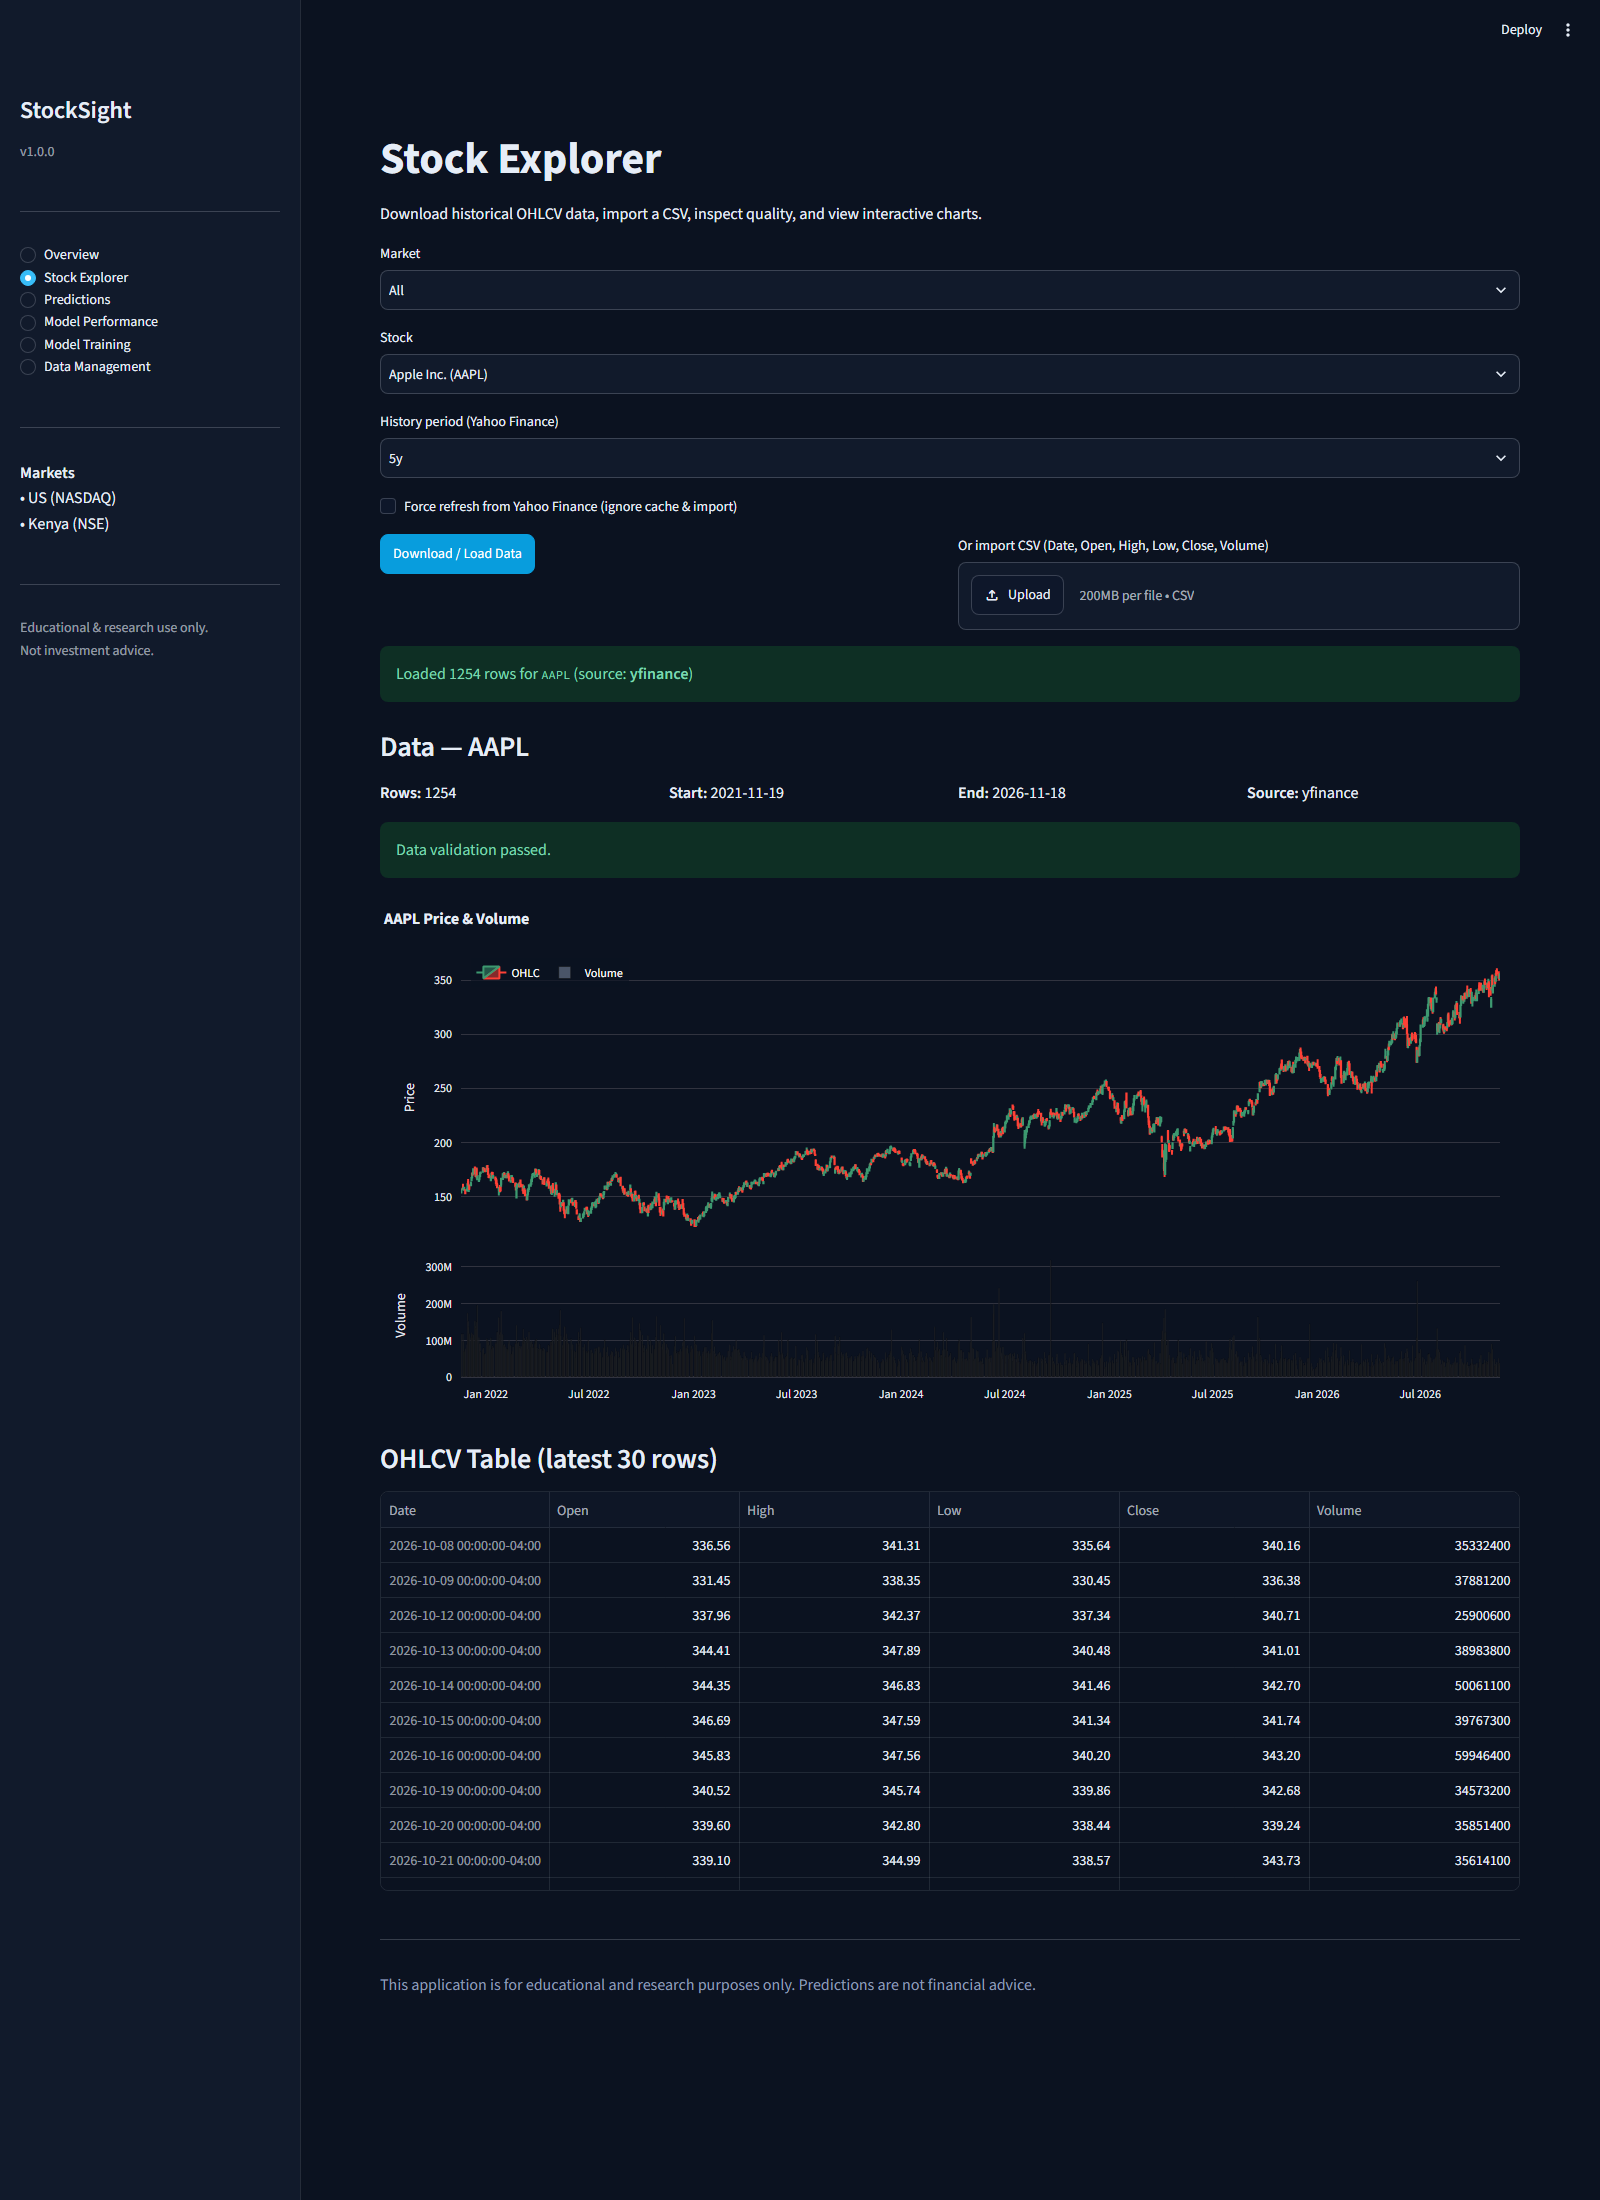 Deploy
StockSight
v1.0.0
Overview
Stock Explorer
Predictions
Model Performance
Model Training
Data Management
Markets
• US (NASDAQ)
• Kenya (NSE)
Educational & research use only.
Not investment advice.
Stock Explorer
Download historical OHLCV data, import a CSV, inspect quality, and view interactive charts.
Market
All
Stock
Apple Inc. (AAPL)
History period (Yahoo Finance)
5y
Force refresh from Yahoo Finance (ignore cache & import)
Download / Load Data
Or import CSV (Date, Open, High, Low, Close, Volume)
Upload 200MB per file • CSV
Loaded 1254 rows for AAPL (source: yfinance)
Data — AAPL
Rows: 1254 Start: 2021-11-19 End: 2026-11-18 Source: yfinance
Data validation passed.
AAPL Price & Volume
OHLC Volume
350
300
250
200
150
Price
300M
200M
100M
0
Volume
Jan 2022 Jul 2022 Jan 2023 Jul 2023 Jan 2024 Jul 2024 Jan 2025 Jul 2025 Jan 2026 Jul 2026
OHLCV Table (latest 30 rows)
Date Open High Low Close Volume
2026-10-08 00:00:00-04:00 336.56 341.31 335.64 340.16 35332400
2026-10-09 00:00:00-04:00 331.45 338.35 330.45 336.38 37881200
2026-10-12 00:00:00-04:00 337.96 342.37 337.34 340.71 25900600
2026-10-13 00:00:00-04:00 344.41 347.89 340.48 341.01 38983800
2026-10-14 00:00:00-04:00 344.35 346.83 341.46 342.70 50061100
2026-10-15 00:00:00-04:00 346.69 347.59 341.34 341.74 39767300
2026-10-16 00:00:00-04:00 345.83 347.56 340.20 343.20 59946400
2026-10-19 00:00:00-04:00 340.52 345.74 339.86 342.68 34573200
2026-10-20 00:00:00-04:00 339.60 342.80 338.44 339.24 35851400
2026-10-21 00:00:00-04:00 339.10 344.99 338.57 343.73 35614100
This application is for educational and research purposes only. Predictions are not financial advice.